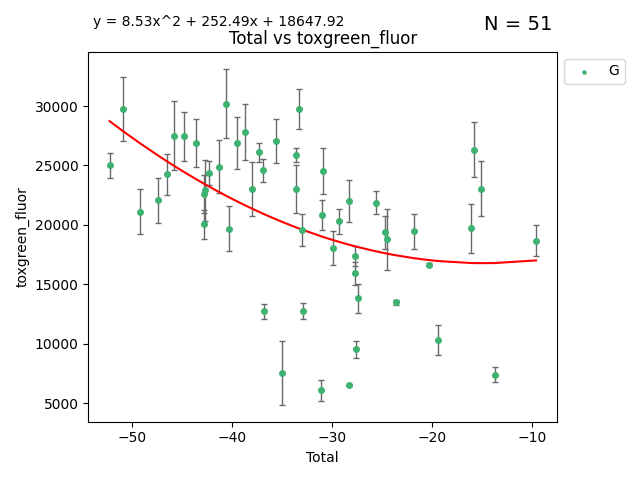 y = 8.53x^2 + 252.49x + 18647.92
N = 51
Total vs toxgreen_fluor
G
30000
25000
20000
15000
10000
5000
toxgreen_fluor
−50 −40 −30 −20 −10
Total